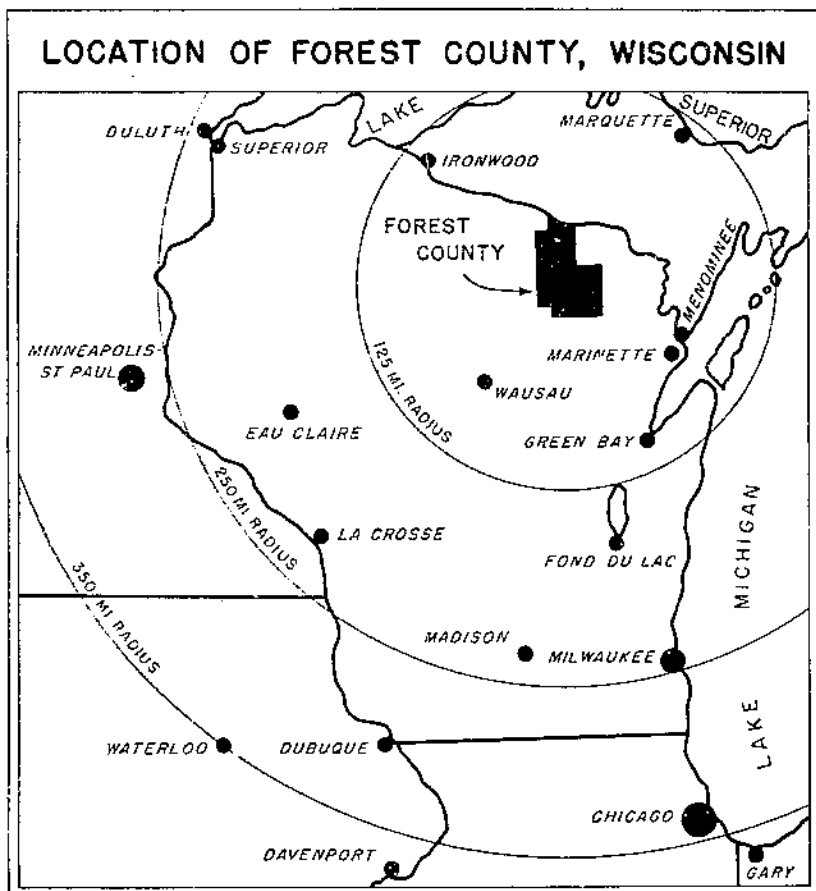 LOCATION OF FOREST COUNTY, WISCONSIN
DULUTH
SUPERIOR
LAKE
SUPERIOR
MARQUETTE
IRONWOOD
FOREST
COUNTY
MENOMINEE
MARINETTE
MINNEAPOLIS-
ST PAUL
125 MI. RADIUS
WAUSAU
EAU CLAIRE
GREEN BAY
250 MI RADIUS
LA CROSSE
FOND DU LAC
MICHIGAN
350 MI RADIUS
MADISON
MILWAUKEE
LAKE
WATERLOO
DUBUQUE
CHICAGO
DAVENPORT
GARY